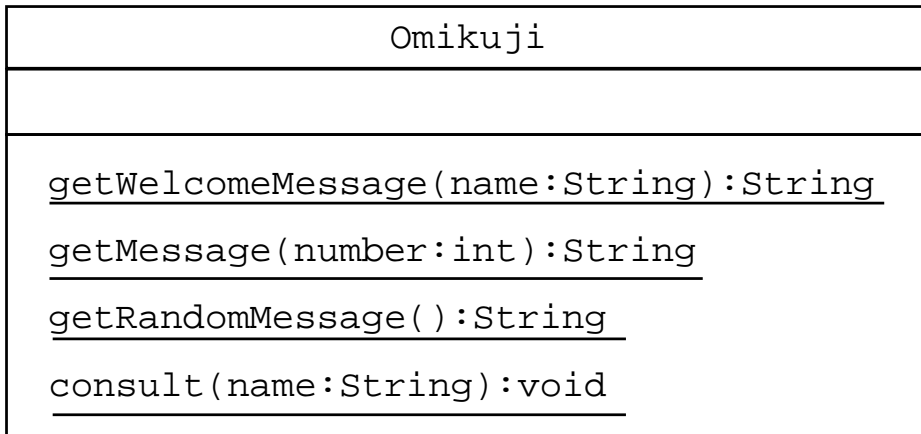 Omikuji
getWelcomeMessage(name:String):String
getMessage(number:int):String
getRandomMessage():String
consult(name:String):void